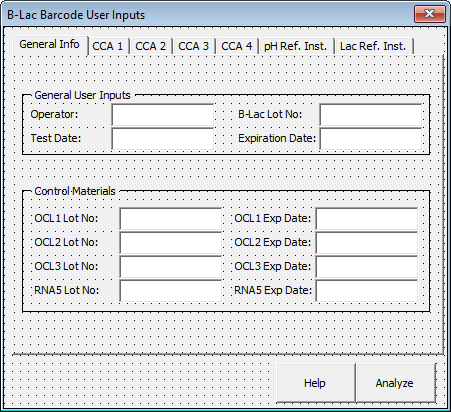 B-Lac Barcode User Inputs
General Info CCA 1 CCA 2 CCA 3 CCA 4 pH Ref. Inst. Lac Ref. Inst.
General User Inputs
Operator: B-Lac Lot No:
Test Date: Expiration Date:
Control Materials
OCL1 Lot No: OCL1 Exp Date:
OCL2 Lot No: OCL2 Exp Date:
OCL3 Lot No: OCL3 Exp Date:
RNA5 Lot No: RNA5 Exp Date:
Help Analyze